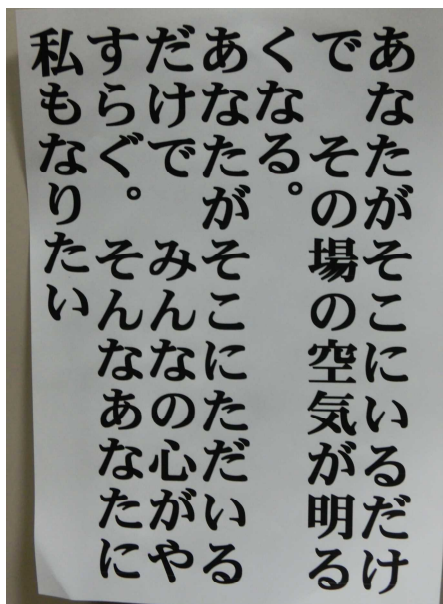 あなたがそこにいるだけ
で　その場の空気が明る
くなる。
あなたがそこにただいる
だけで　みんなの心がや
すらぐ。そんなあなたに
私もなりたい